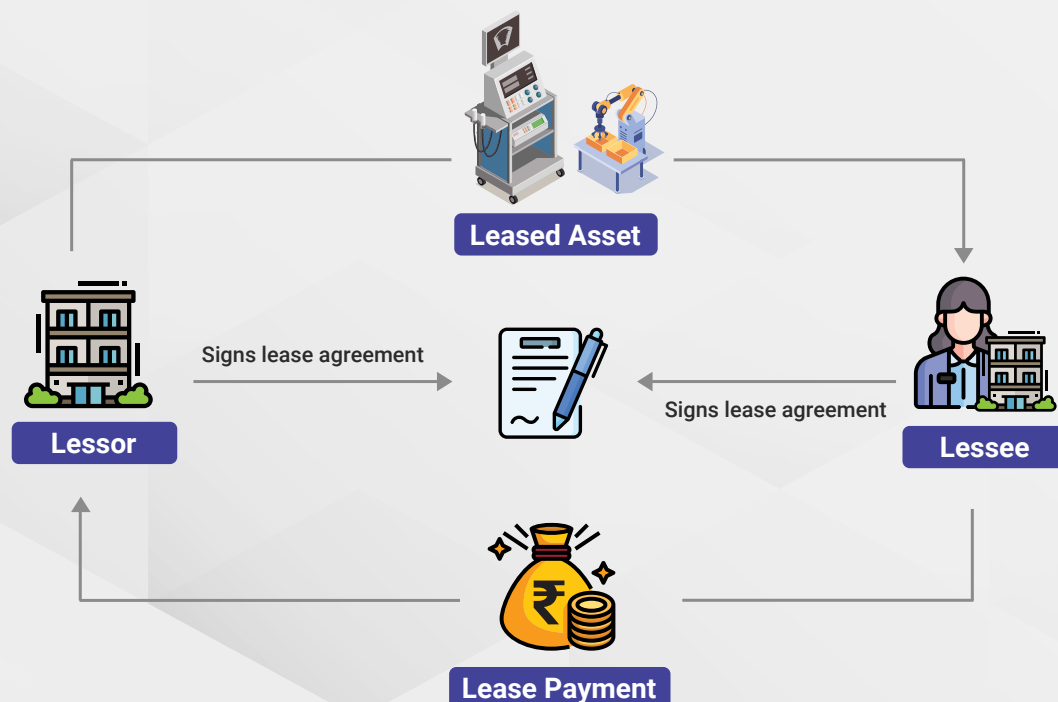 Leased Asset
Signs lease agreement
Signs lease agreement
Lessor
Lessee
₹
Lease Payment